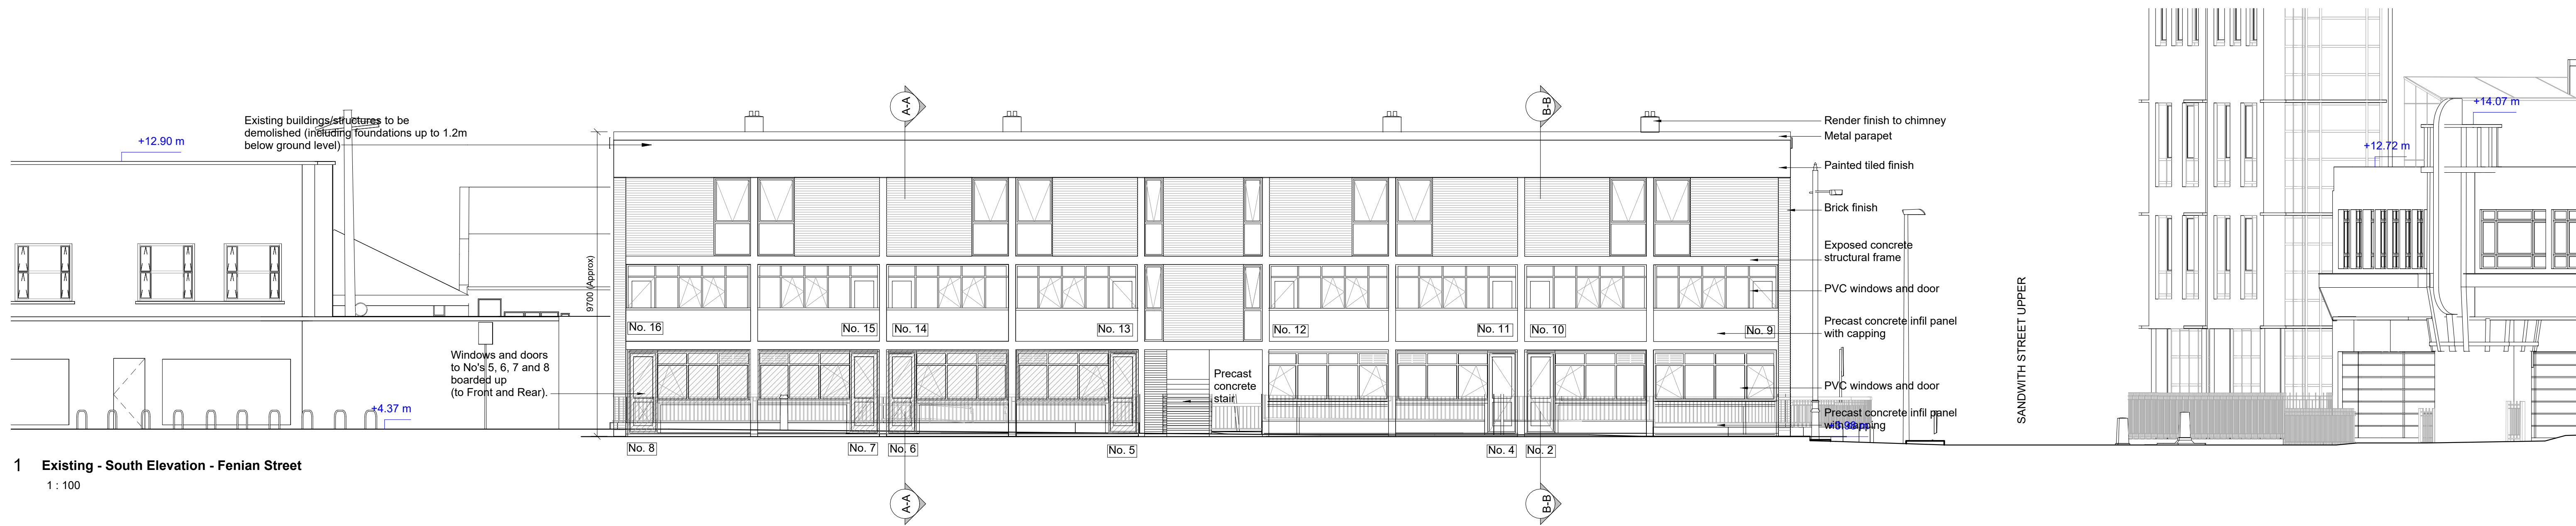 Existing buildings/structures to be
demolished (including foundations up to 1.2m
below ground level)
+12.90 m
A-A
B-B
Render finish to chimney
Metal parapet
Painted tiled finish
Brick finish
Exposed concrete
structural frame
PVC windows and door
Precast concrete infil panel
with capping
PVC windows and door
Precast concrete infil panel
with capping
+14.07 m
+12.72 m
SANDWITH STREET UPPER
9700 (Approx)
No. 16
No. 15
No. 14
No. 13
No. 12
No. 11
No. 10
No. 9
Windows and doors
to No's 5, 6, 7 and 8
boarded up
(to Front and Rear).
Precast
concrete
stair
+4.37 m
No. 8
No. 7
No. 6
No. 5
No. 4
No. 2
1 Existing - South Elevation - Fenian Street
1 : 100
A-A
B-B